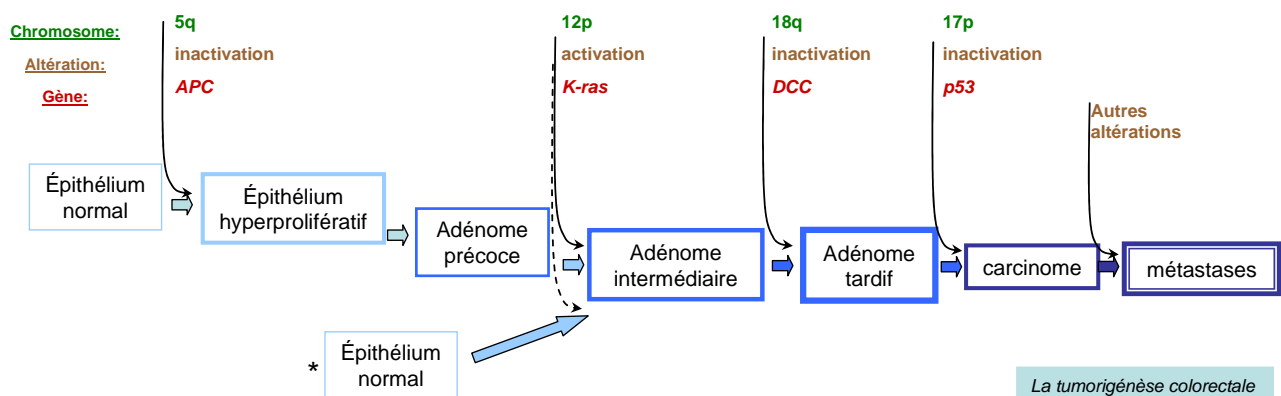 Chromosome:
5q
12p
18q
17p
Altération:
inactivation
activation
inactivation
inactivation
Gène:
APC
K-ras
DCC
p53
Autres
altérations
Épithélium
normal
Épithélium
hyperprolifératif
Adénome
précoce
Adénome
intermédiaire
Adénome
tardif
carcinome
métastases
* Épithélium
normal
La tumorigénèse colorectale